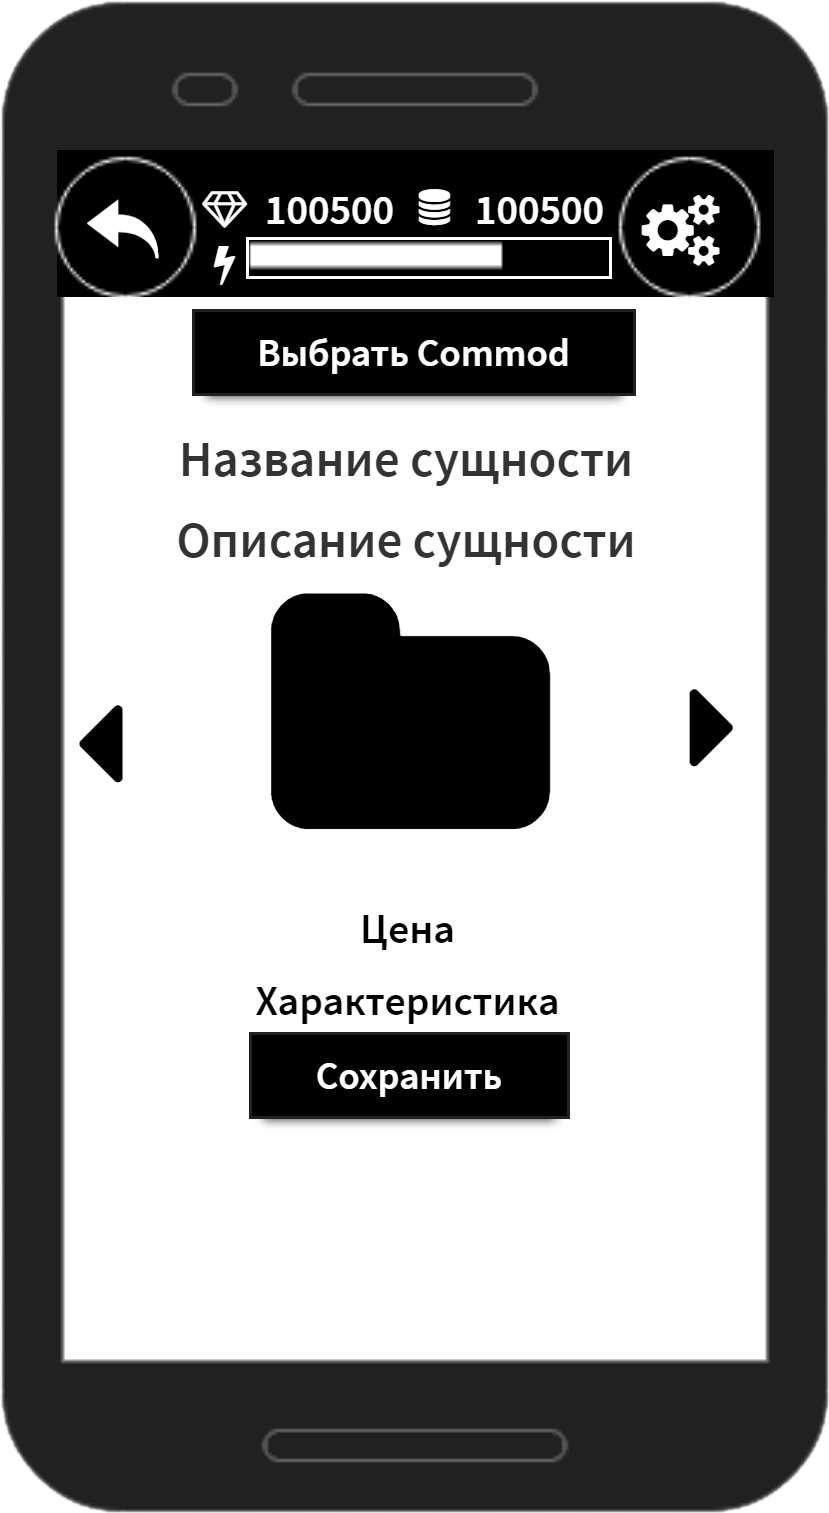 100500 100500
Выбрать Commod
Название сущности
Описание сущности
Цена
Характеристика
Сохранить